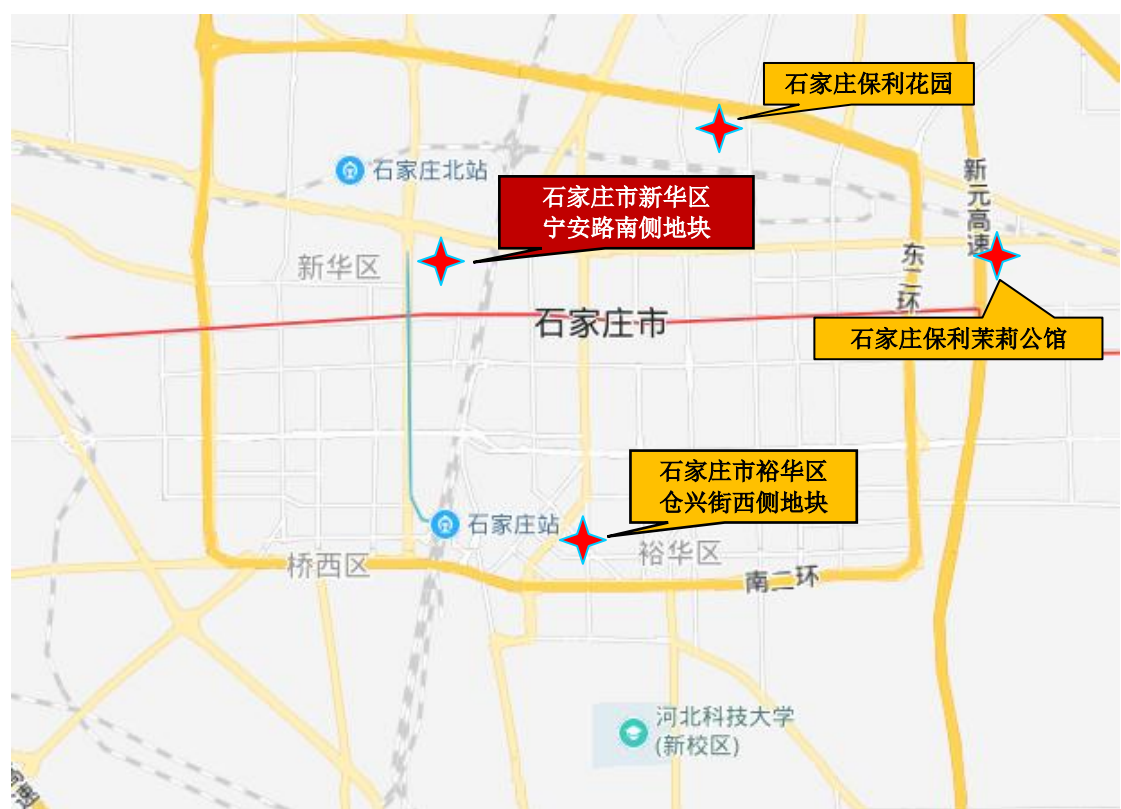 石家庄保利花园
石家庄北站
新元高速
石家庄市新华区
宁安路南侧地块
新华区
东二环
石家庄市
石家庄保利茉莉公馆
石家庄市裕华区
仓兴街西侧地块
石家庄站
裕华区
桥西区
南二环
河北科技大学
(新校区)